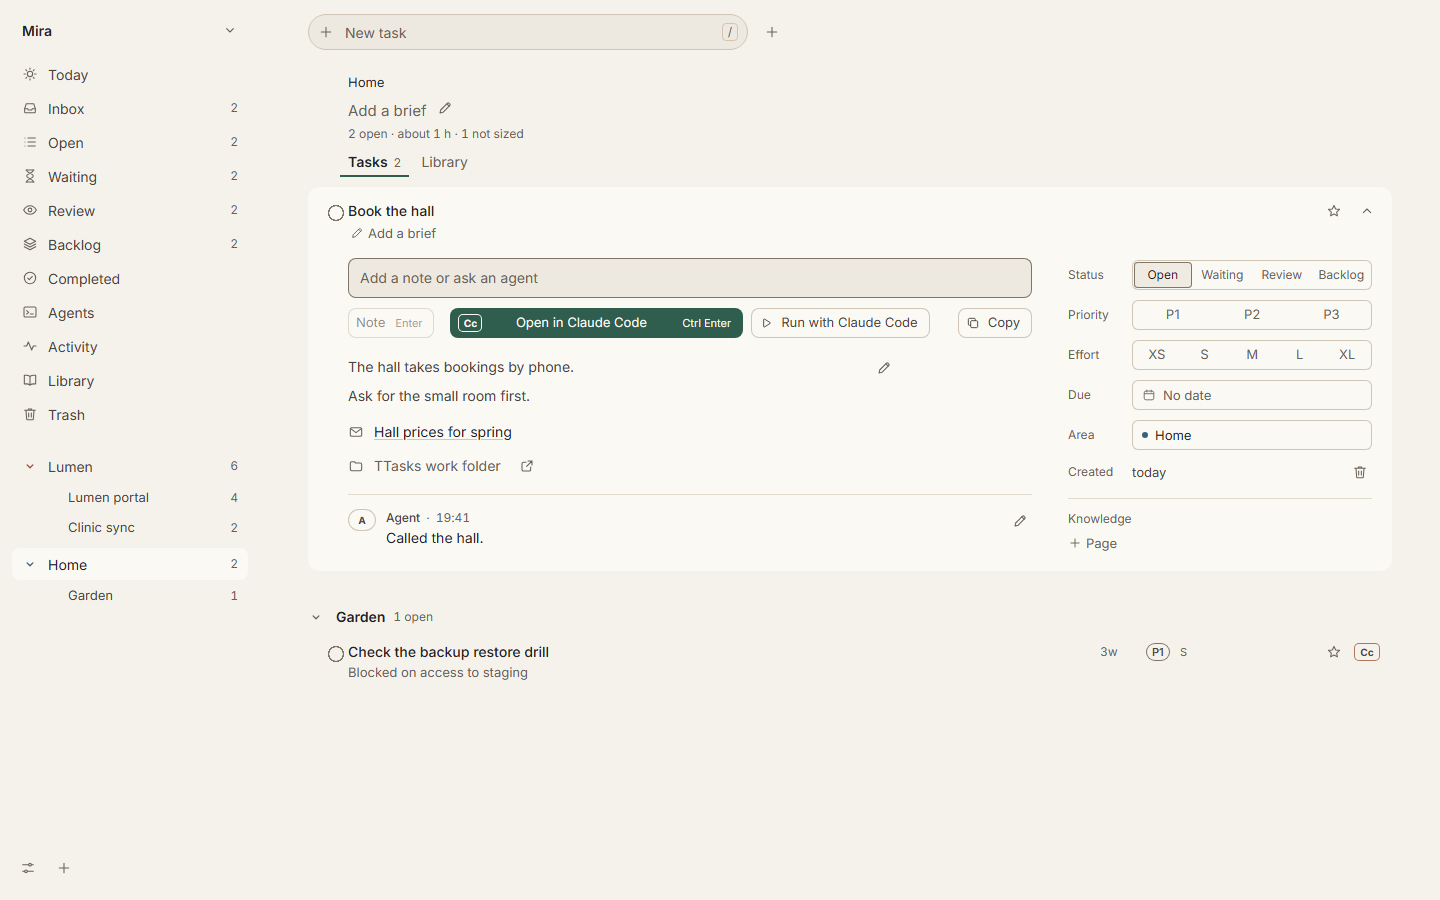 Mira
Today
Inbox 2
Open 2
Waiting 2
Review 2
Backlog 2
Completed
Agents
Activity
Library
Trash
Lumen 6
Lumen portal 4
Clinic sync 2
Home 2
Garden 1
New task /
Home
Add a brief
2 open · about 1 h · 1 not sized
Tasks 2 Library
Book the hall
Add a brief
Add a note or ask an agent
Note Enter Cc Open in Claude Code Ctrl Enter Run with Claude Code Copy
The hall takes bookings by phone.
Ask for the small room first.
Hall prices for spring
TTasks work folder
A Agent · 19:41
Called the hall.
Status Open Waiting Review Backlog
Priority P1 P2 P3
Effort XS S M L XL
Due No date
Area Home
Created today
Knowledge
Page
Garden 1 open
Check the backup restore drill 3w P1 S Cc
Blocked on access to staging